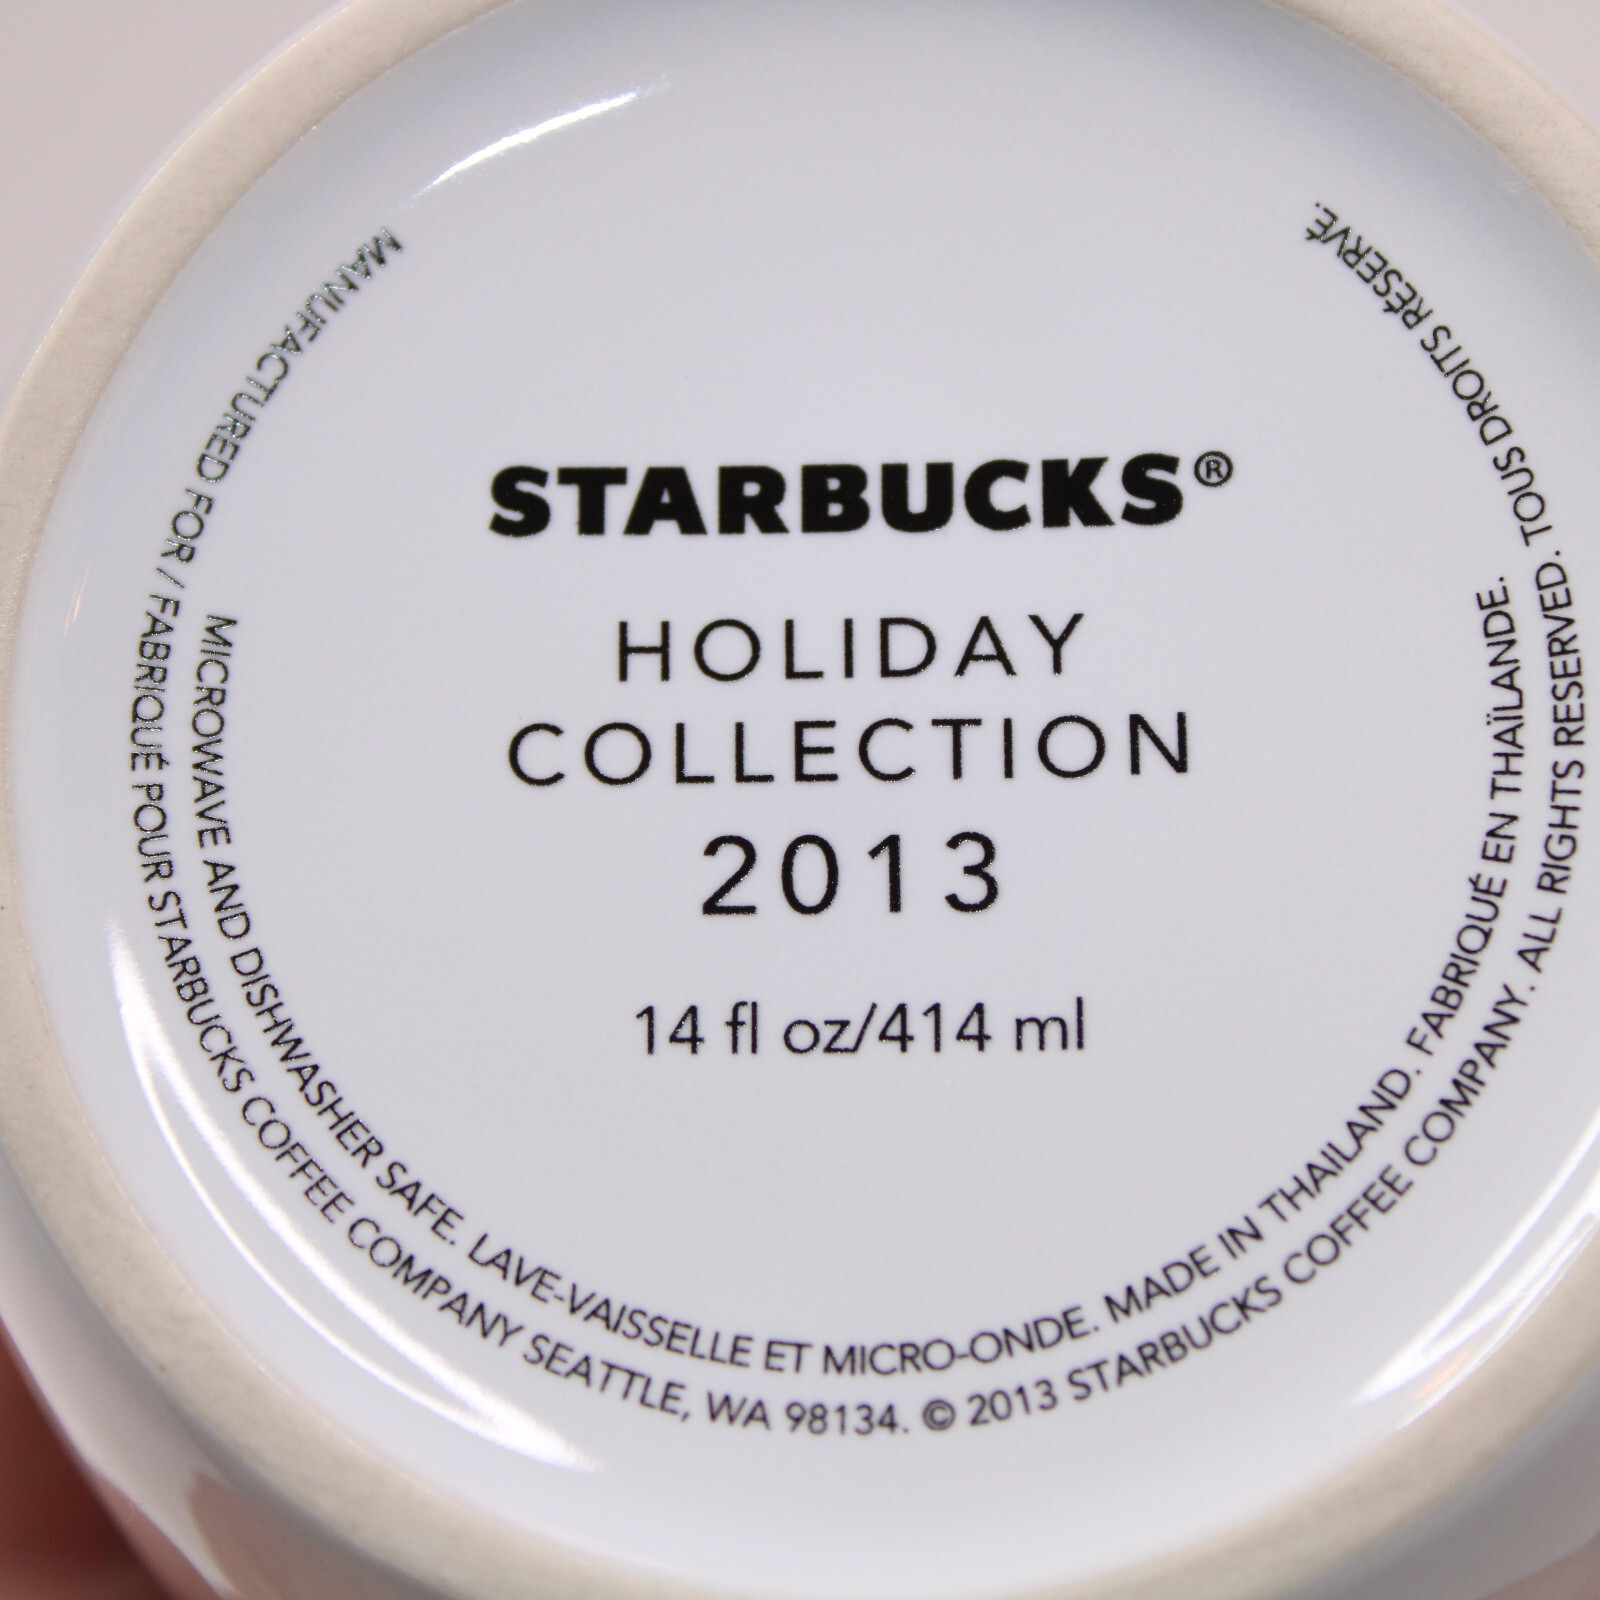 STARBUCKS®
HOLIDAY
COLLECTION
2013
14 fl oz/414 ml
MICROWAVE AND DISHWASHER SAFE. LAVE-VAISSELLE ET MICRO-ONDE. MADE IN THAILAND. FABRIQUÉ EN THAÏLANDE.
MANUFACTURED FOR / FABRIQUÉ POUR STARBUCKS COFFEE COMPANY SEATTLE, WA 98134. © 2013 STARBUCKS COFFEE COMPANY. ALL RIGHTS RESERVED. TOUS DROITS RÉSERVÉ.